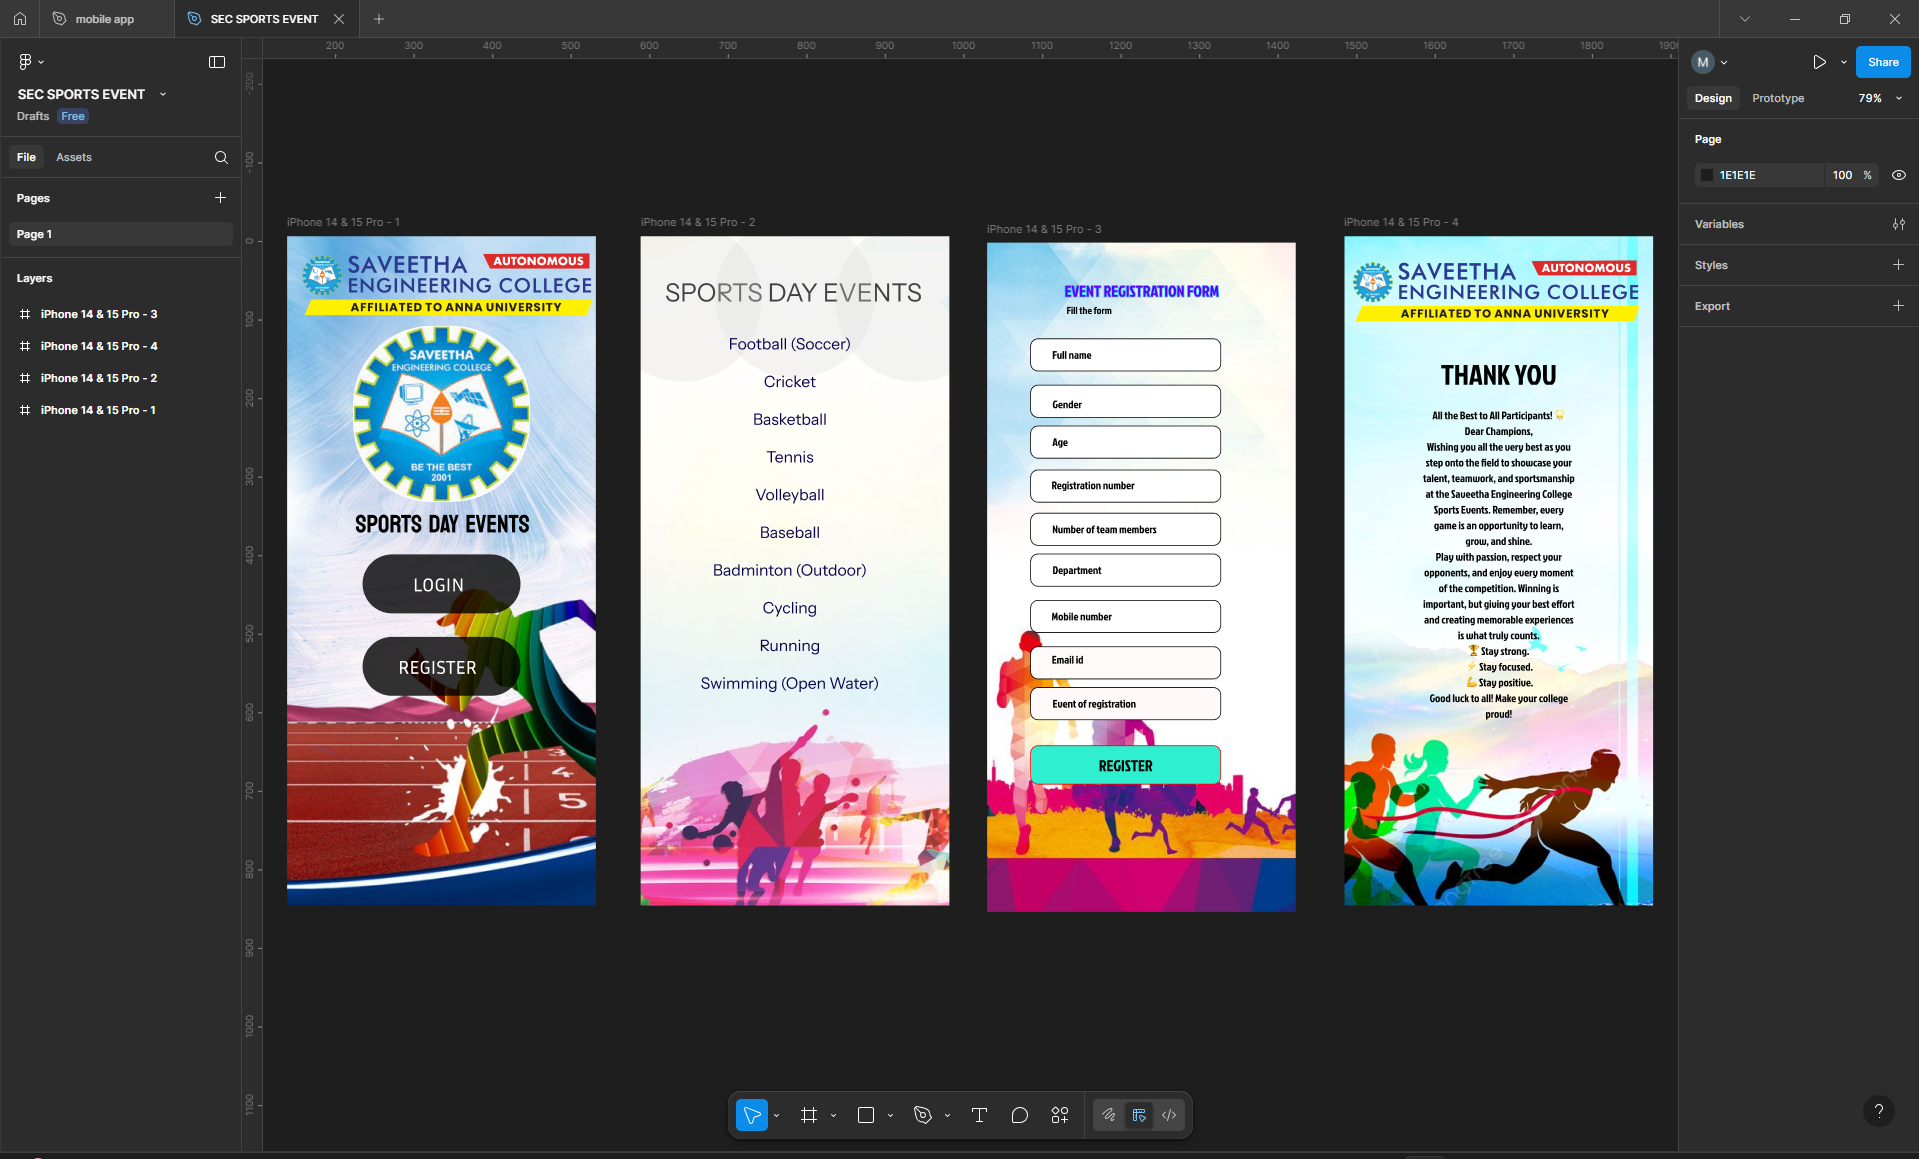 mobile app
SEC SPORTS EVENT
200 300 400 500 600 700 800 900 1000 1100 1200 1300 1400 1500 1600 1700 1800
SEC SPORTS EVENT
Drafts Free
File Assets
Pages
Page 1
Layers
iPhone 14 & 15 Pro - 3
iPhone 14 & 15 Pro - 4
iPhone 14 & 15 Pro - 2
iPhone 14 & 15 Pro - 1
-200
-100
0
100
200
300
400
500
600
700
800
900
1000
1100
iPhone 14 & 15 Pro - 1
SAVEETHA AUTONOMOUS
ENGINEERING COLLEGE
AFFILIATED TO ANNA UNIVERSITY
SAVEETHA
ENGINEERING COLLEGE
BE THE BEST
2001
SPORTS DAY EVENTS
LOGIN
REGISTER
3
4
5
iPhone 14 & 15 Pro - 2
SPORTS DAY EVENTS
Football (Soccer)
Cricket
Basketball
Tennis
Volleyball
Baseball
Badminton (Outdoor)
Cycling
Running
Swimming (Open Water)
iPhone 14 & 15 Pro - 3
EVENT REGISTRATION FORM
Fill the form
Full name
Gender
Age
Registration number
Number of team members
Department
Mobile number
Email id
Event of registration
REGISTER
iPhone 14 & 15 Pro - 4
SAVEETHA AUTONOMOUS
ENGINEERING COLLEGE
AFFILIATED TO ANNA UNIVERSITY
THANK YOU
All the Best to All Participants! 🌟
Dear Champions,
Wishing you all the very best as you
step onto the field to showcase your
talent, teamwork, and sportsmanship
at the Saveetha Engineering College
Sports Events. Remember, every
game is an opportunity to learn,
grow, and shine.
Play with passion, respect your
opponents, and enjoy every moment
of the competition. Winning is
important, but giving your best effort
and creating memorable experiences
is what truly counts.
🏆 Stay strong.
⚡ Stay focused.
💪 Stay positive.
Good luck to all! Make your college
proud!
M
Share
Design Prototype 79%
Page
1E1E1E 100 %
Variables
Styles
Export
?